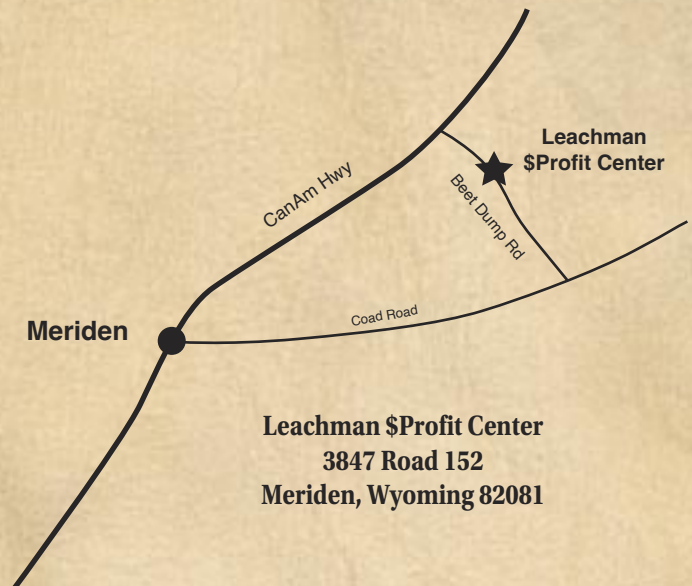 Leachman
$Profit Center
CanAm Hwy
Beet Dump Rd
Coad Road
Meriden
Leachman $Profit Center
3847 Road 152
Meriden, Wyoming 82081